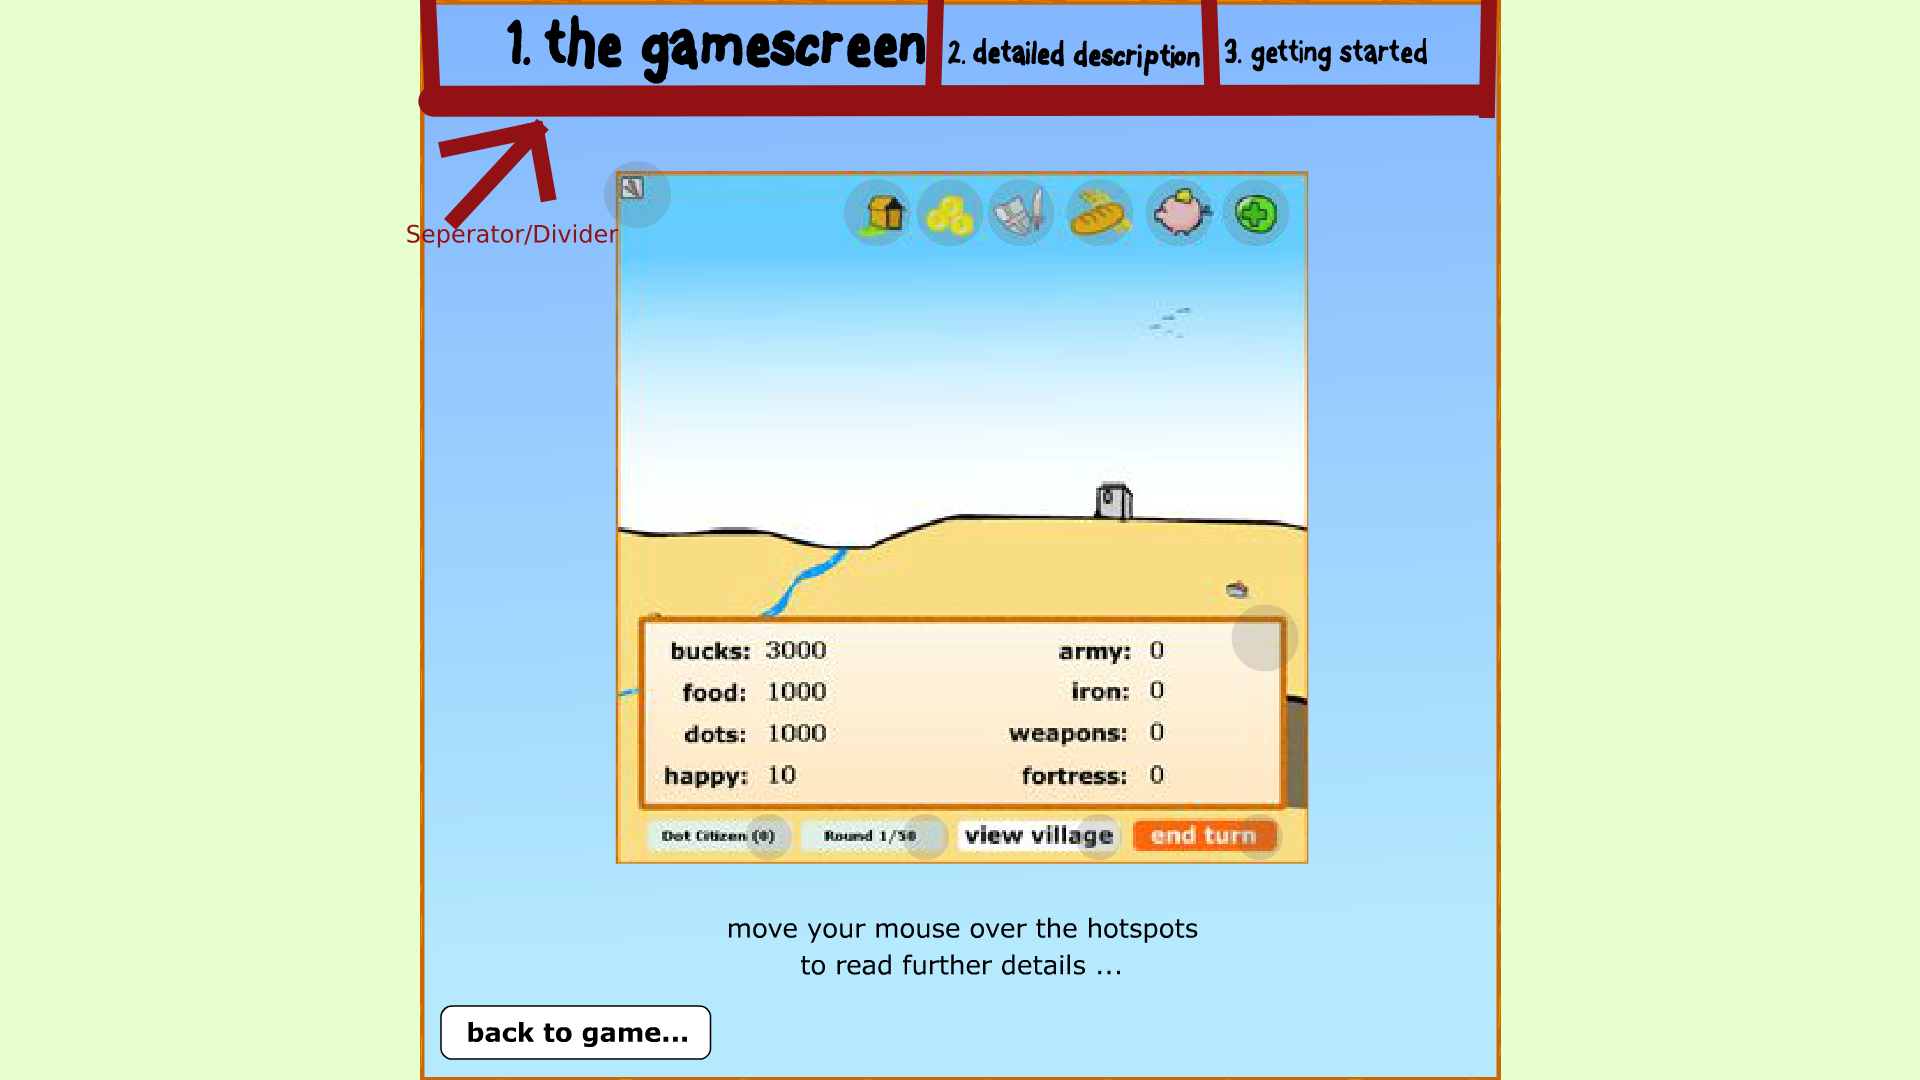 1. the gamescreen
2. detailed description
3. getting started
Seperator/Divider
bucks: 3000
army: 0
food: 1000
iron: 0
dots: 1000
weapons: 0
happy: 10
fortress: 0
Dot Citizen (0)
Round 1/50
view village
end turn
move your mouse over the hotspots
to read further details ...
back to game...